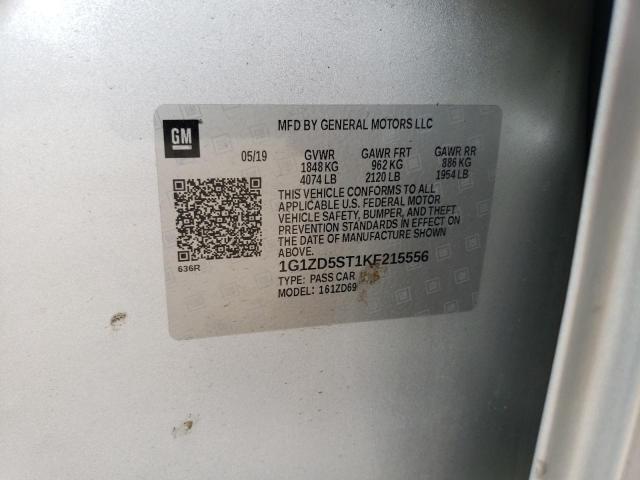 GM
MFD BY GENERAL MOTORS LLC
05/19 GVWR GAWR FRT GAWR RR
1848 KG 962 KG 886 KG
4074 LB 2120 LB 1954 LB
THIS VEHICLE CONFORMS TO ALL
APPLICABLE U.S. FEDERAL MOTOR
VEHICLE SAFETY, BUMPER, AND THEFT
PREVENTION STANDARDS IN EFFECT ON
THE DATE OF MANUFACTURE SHOWN
ABOVE.
636R
1G1ZD5ST1KF215556
TYPE: PASS CAR
MODEL: 161ZD69